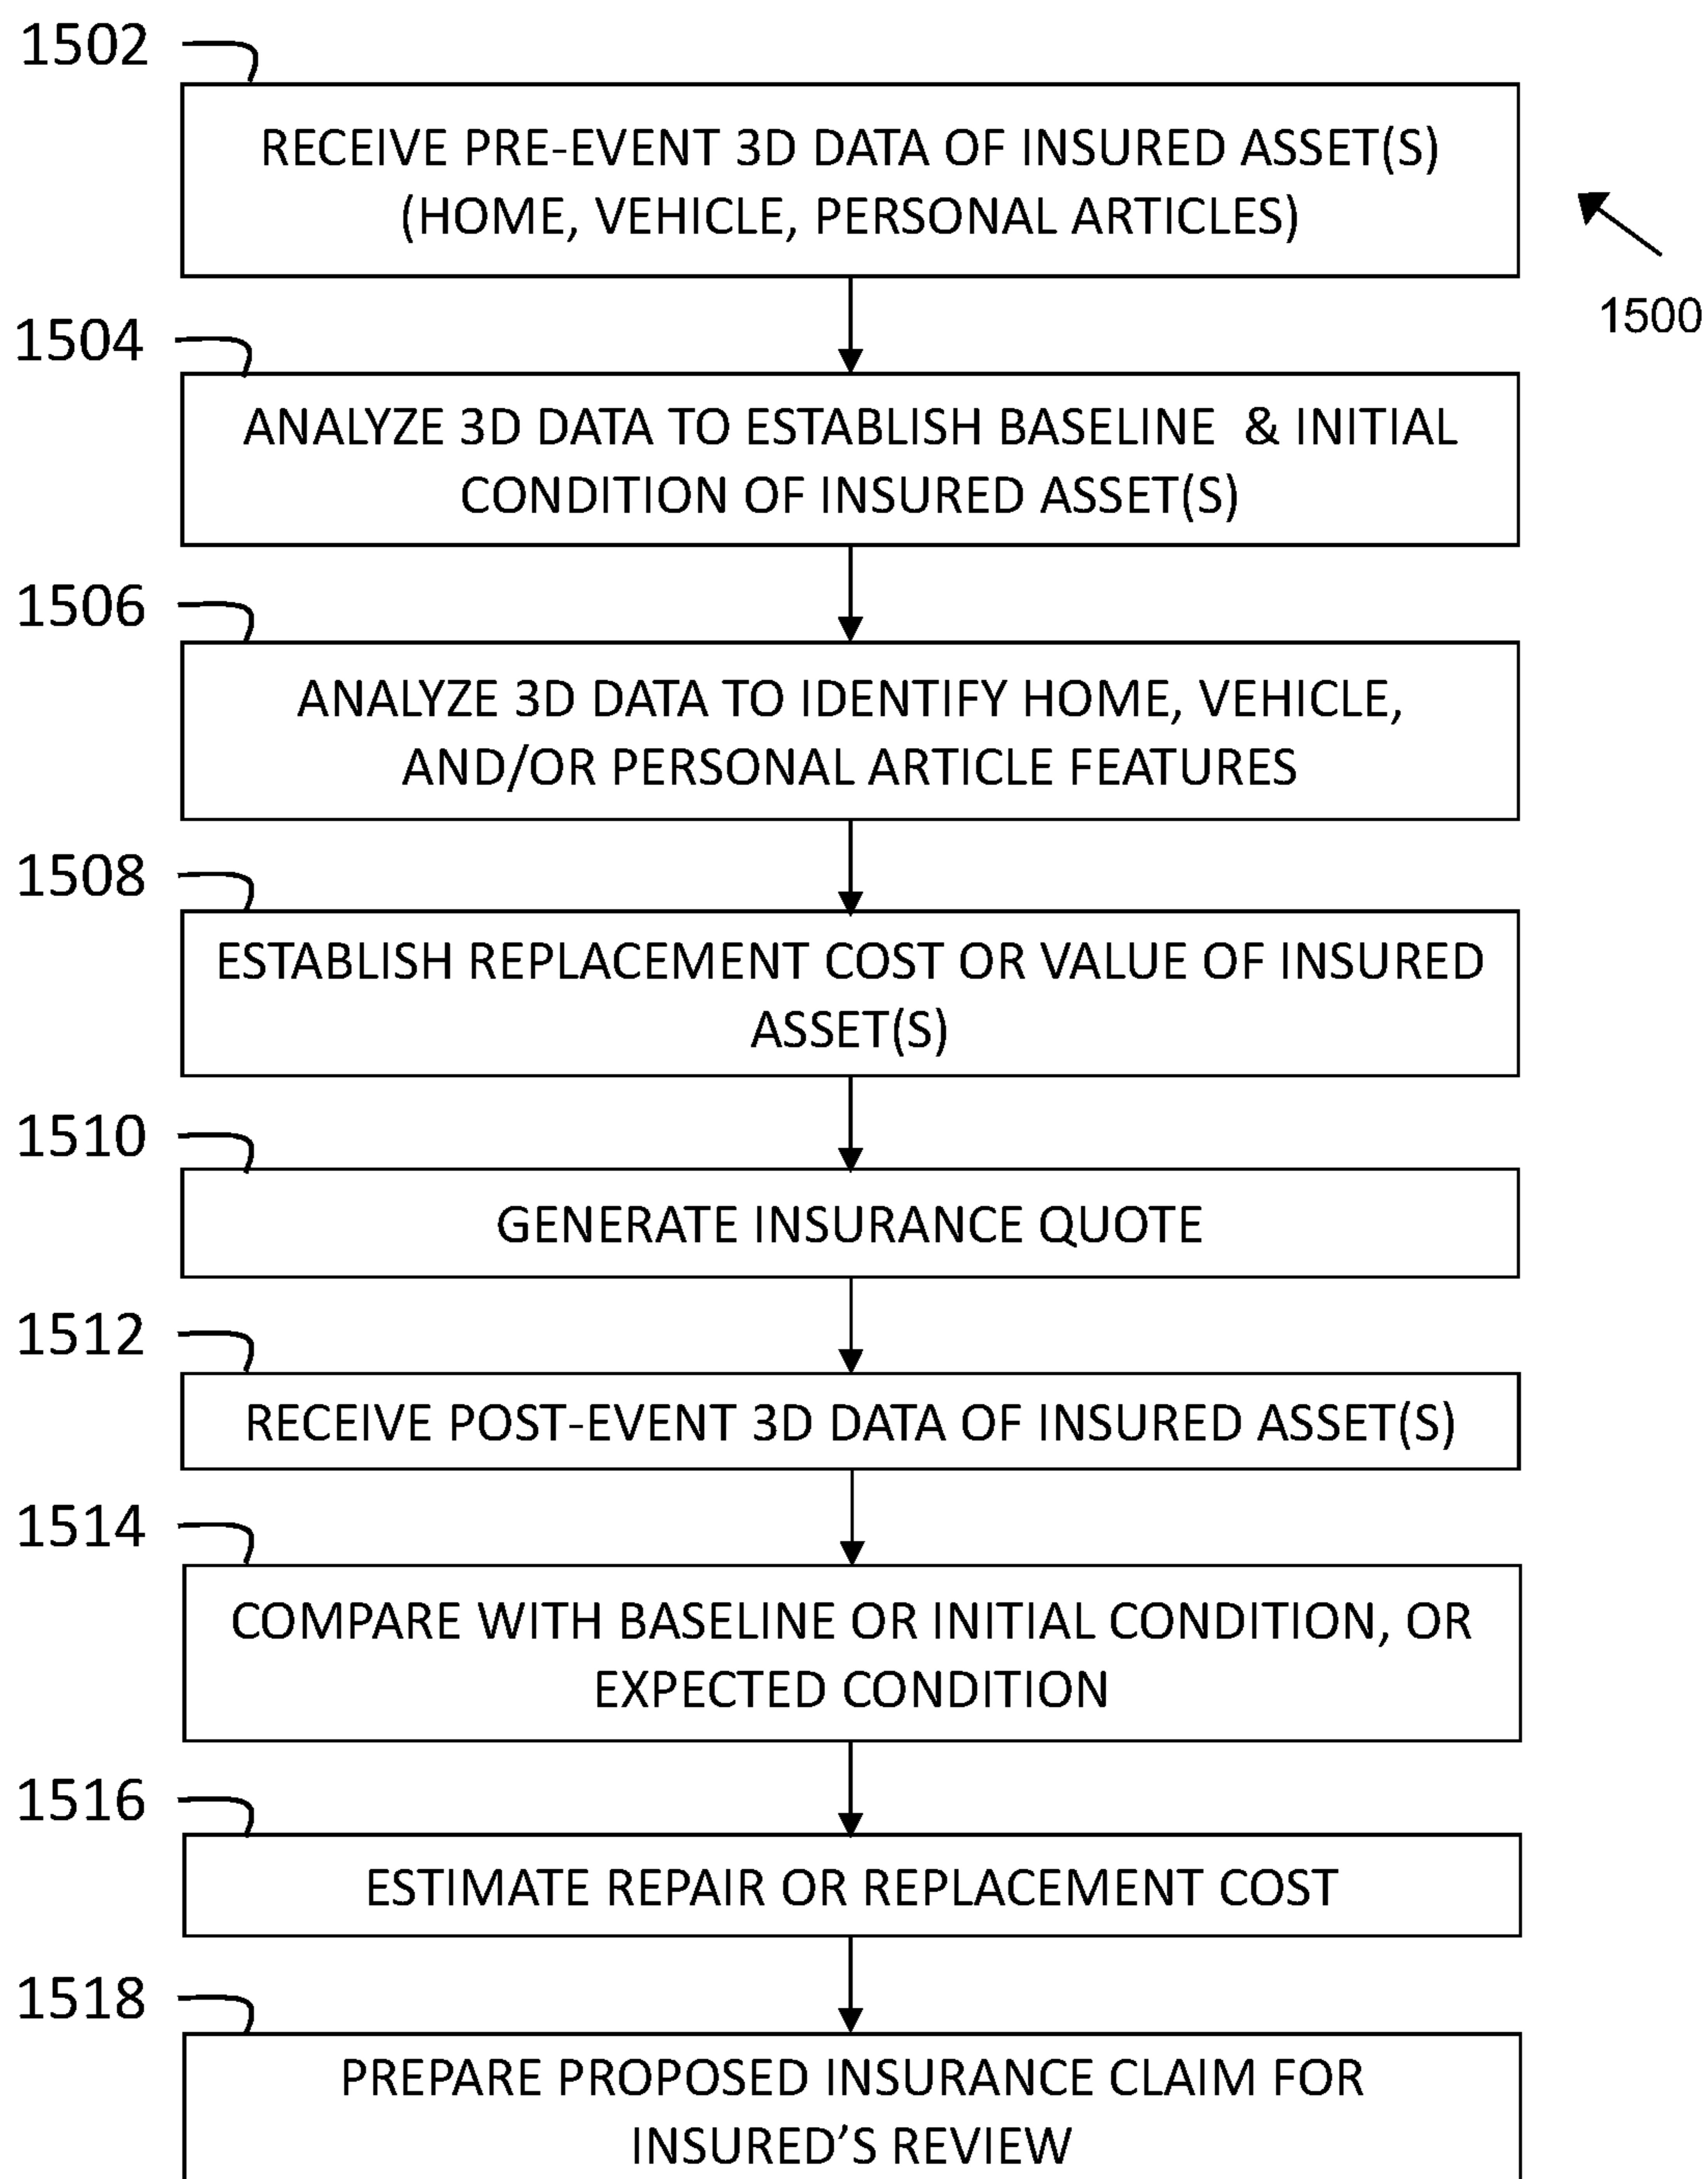 1502
RECEIVE PRE-EVENT 3D DATA OF INSURED ASSET(S)
(HOME, VEHICLE, PERSONAL ARTICLES)
1500
1504
ANALYZE 3D DATA TO ESTABLISH BASELINE & INITIAL
CONDITION OF INSURED ASSET(S)
1506
ANALYZE 3D DATA TO IDENTIFY HOME, VEHICLE,
AND/OR PERSONAL ARTICLE FEATURES
1508
ESTABLISH REPLACEMENT COST OR VALUE OF INSURED
ASSET(S)
1510
GENERATE INSURANCE QUOTE
1512
RECEIVE POST-EVENT 3D DATA OF INSURED ASSET(S)
1514
COMPARE WITH BASELINE OR INITIAL CONDITION, OR
EXPECTED CONDITION
1516
ESTIMATE REPAIR OR REPLACEMENT COST
1518
PREPARE PROPOSED INSURANCE CLAIM FOR
INSURED’S REVIEW